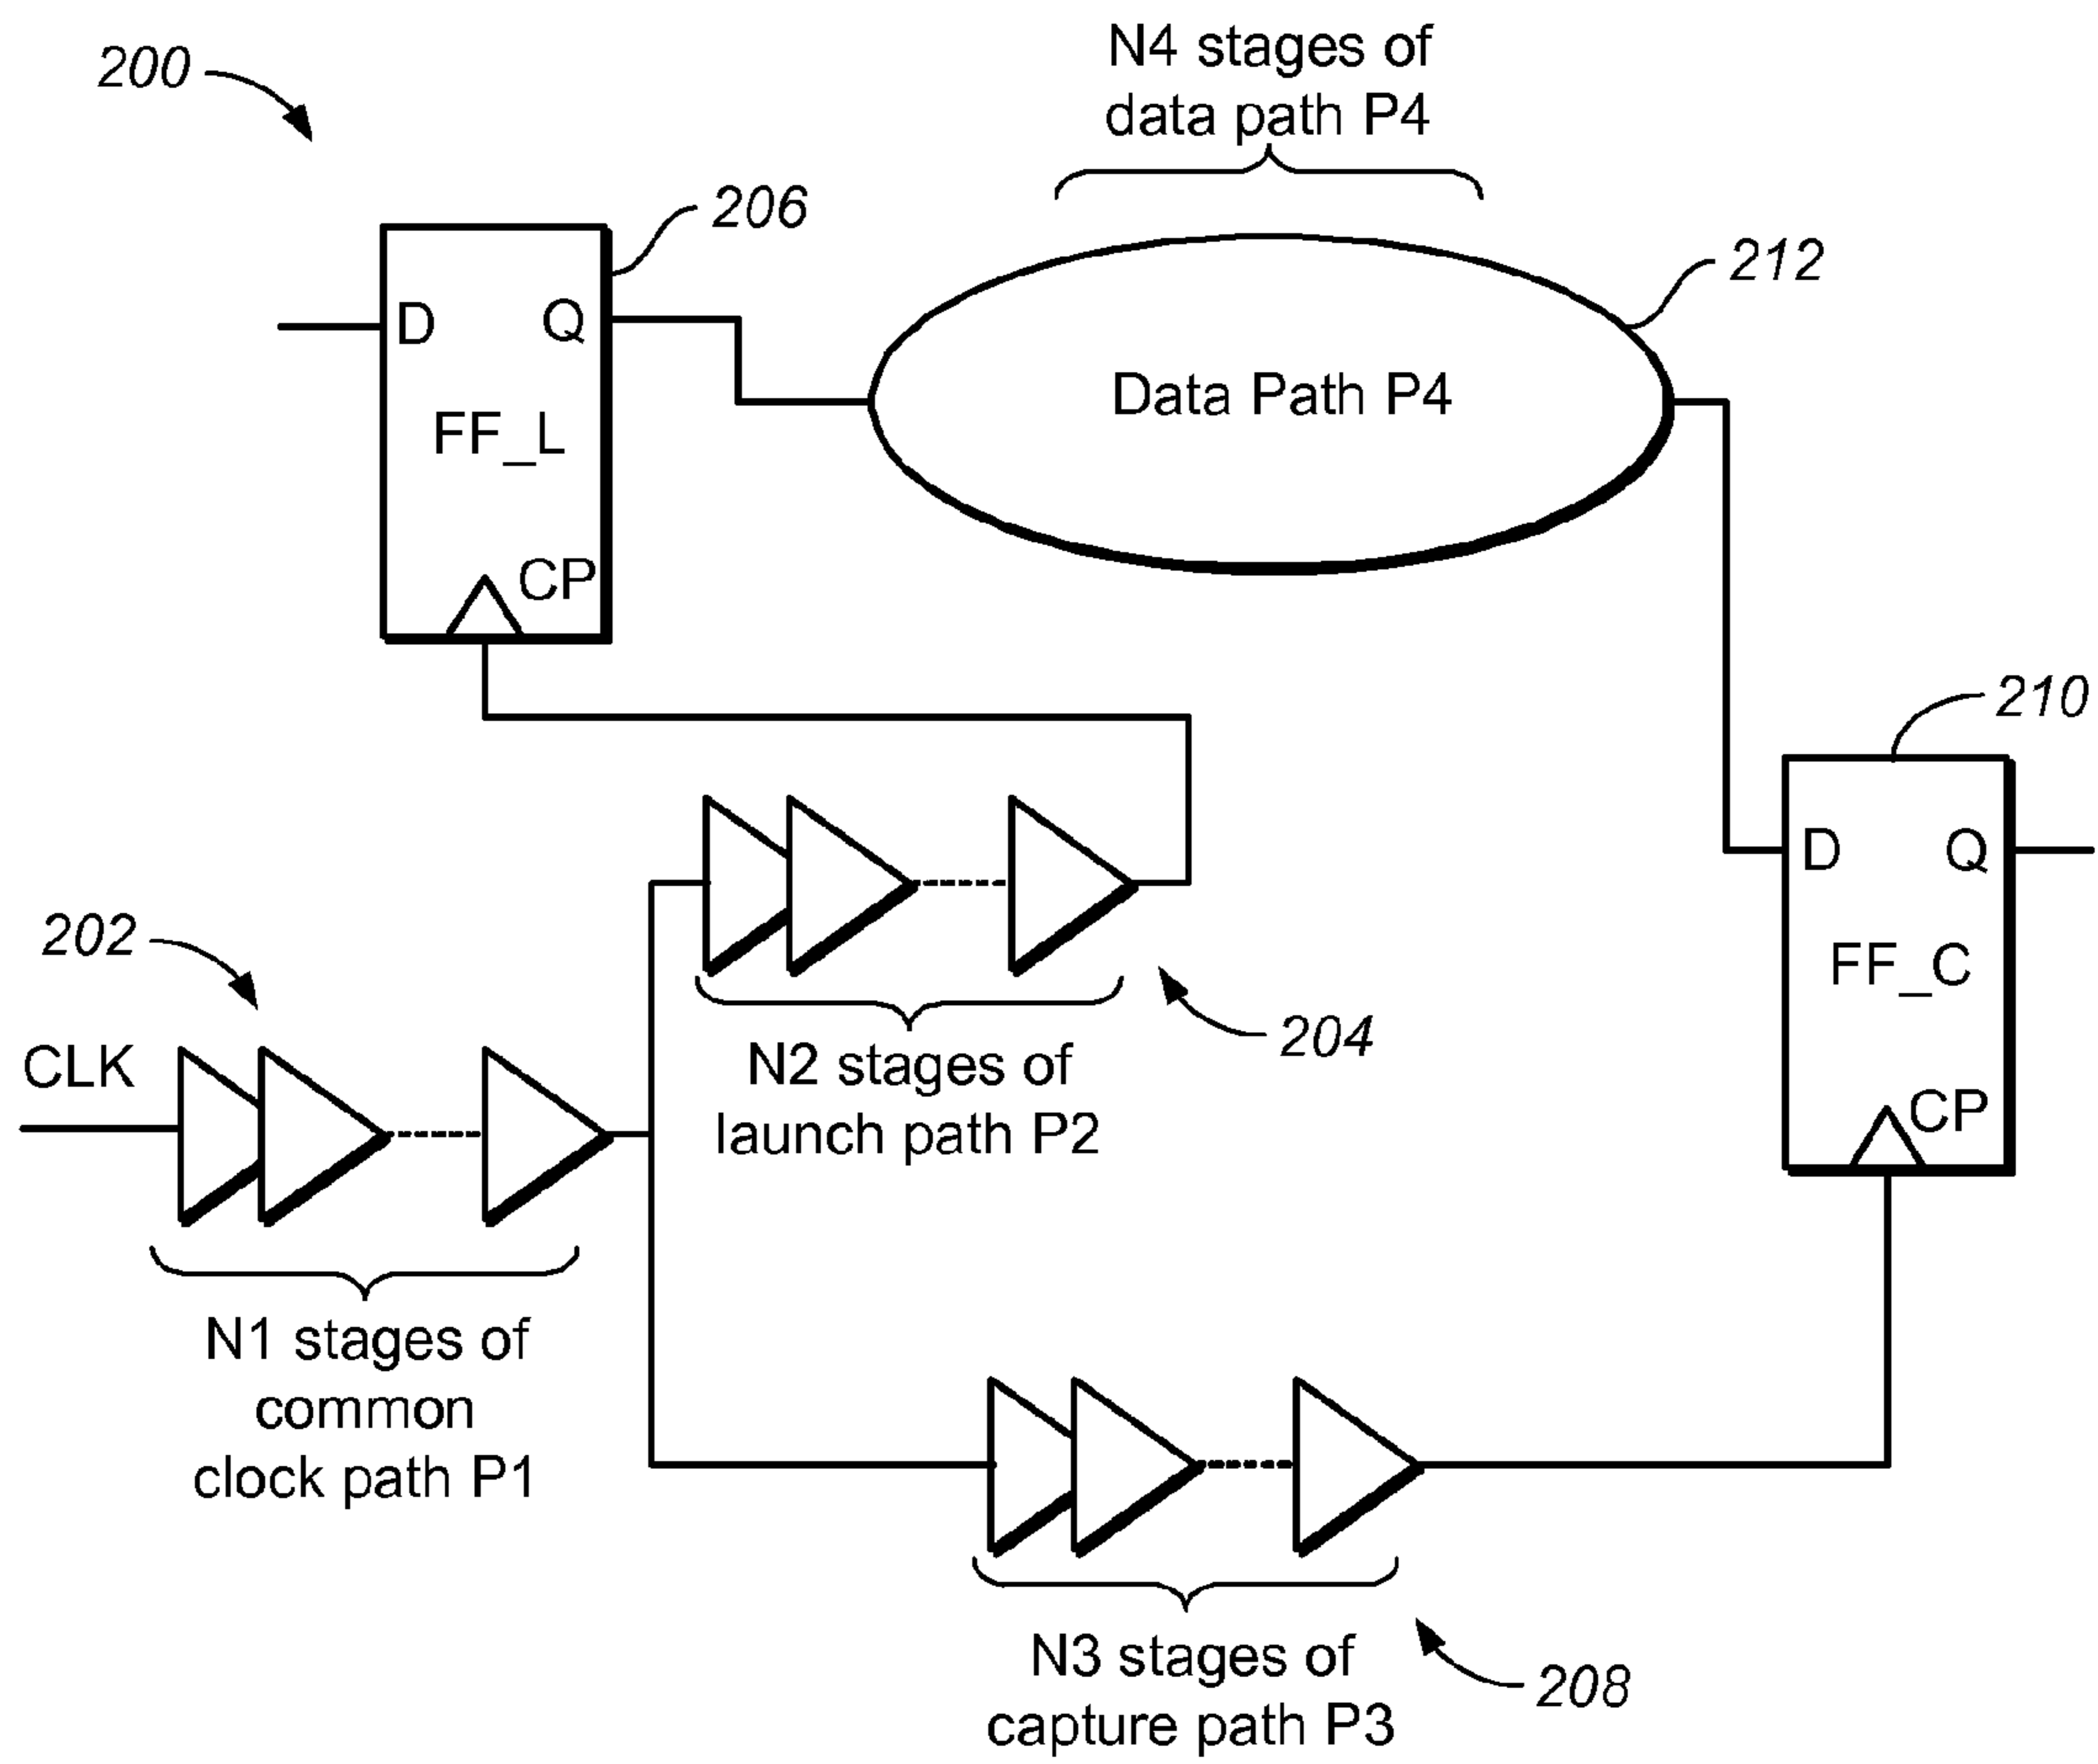 200
N4 stages of
data path P4
206
212
D
Q
FF_L
CP
Data Path P4
210
D
Q
FF_C
CP
202
CLK
204
N2 stages of
launch path P2
N1 stages of
common
clock path P1
N3 stages of
capture path P3
208